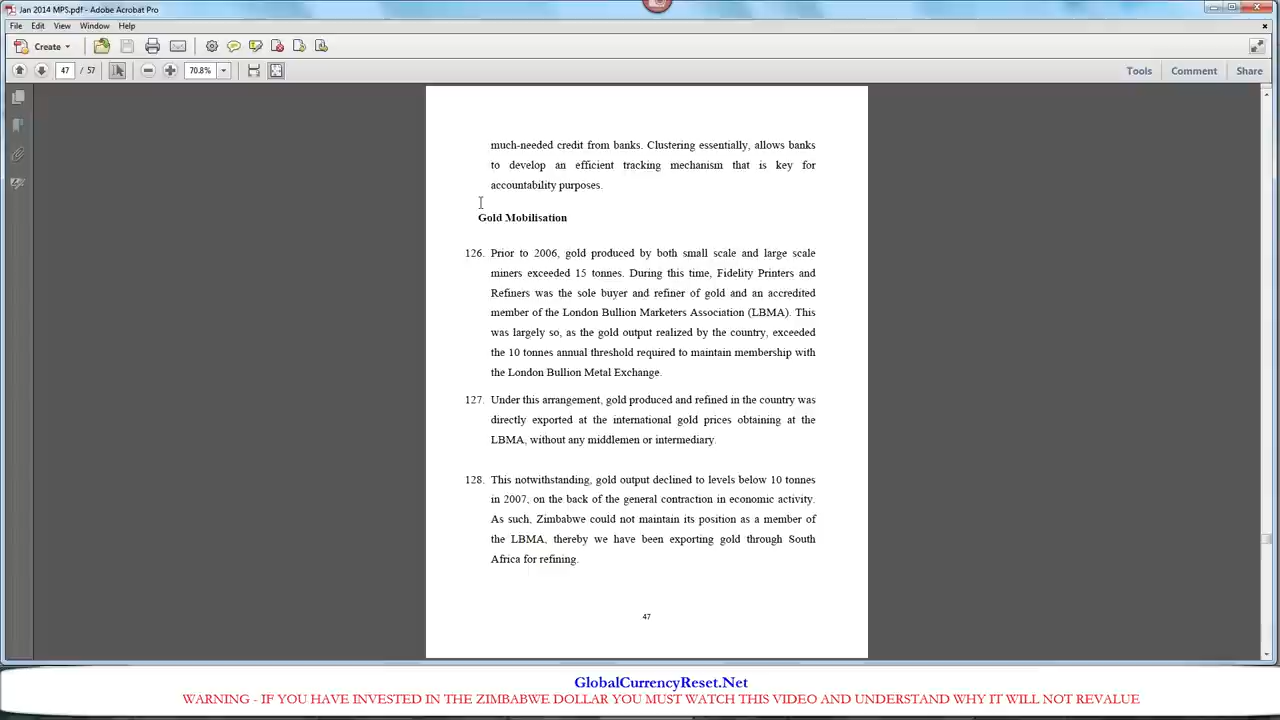 Jan 2014 MPS.pdf - Adobe Acrobat Pro
File Edit View Window Help
Create
47 / 57 70.8% Tools Comment Share
much-needed credit from banks. Clustering essentially, allows banks
to develop an efficient tracking mechanism that is key for
accountability purposes.
Gold Mobilisation
126. Prior to 2006, gold produced by both small scale and large scale
miners exceeded 15 tonnes. During this time, Fidelity Printers and
Refiners was the sole buyer and refiner of gold and an accredited
member of the London Bullion Marketers Association (LBMA). This
was largely so, as the gold output realized by the country, exceeded
the 10 tonnes annual threshold required to maintain membership with
the London Bullion Metal Exchange.
127. Under this arrangement, gold produced and refined in the country was
directly exported at the international gold prices obtaining at the
LBMA, without any middlemen or intermediary.
128. This notwithstanding, gold output declined to levels below 10 tonnes
in 2007, on the back of the general contraction in economic activity.
As such, Zimbabwe could not maintain its position as a member of
the LBMA, thereby we have been exporting gold through South
Africa for refining.
47
GlobalCurrencyReset.Net
WARNING - IF YOU HAVE INVESTED IN THE ZIMBABWE DOLLAR YOU MUST WATCH THIS VIDEO AND UNDERSTAND WHY IT WILL NOT REVALUE